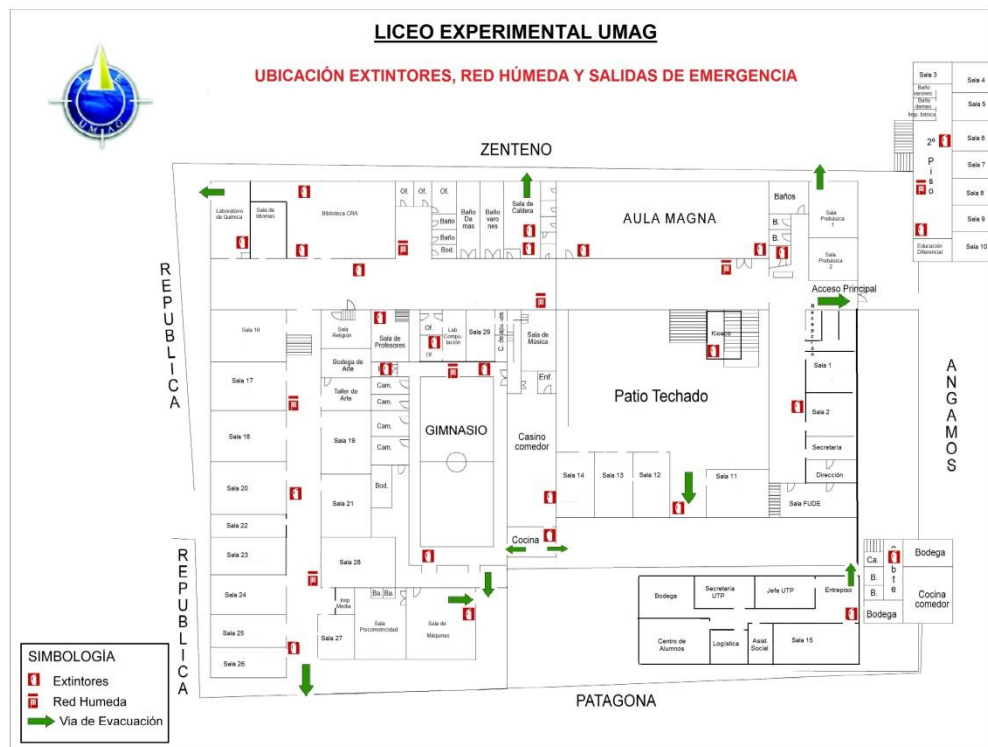 LICEO EXPERIMENTAL UMAG
UBICACIÓN EXTINTORES, RED HÚMEDA Y SALIDAS DE EMERGENCIA
L E
UMAG
ZENTENO
REPUBLICA
REPUBLICA
ANGAMOS
PATAGONA
Sala 3
Baño varones
Baño damas
Insp. básica
2º Piso
Educación Diferencial
Sala 4
Sala 5
Sala 6
Sala 7
Sala 8
Sala 9
Sala 10
Laboratorio de Química
Sala de Idiomas
Biblioteca CRA
Of.
Of.
Of.
Baño
Baño
Bod.
Baño Damas
Baño varones
Sala de Caldera
AULA MAGNA
Baños
B.
B.
Sala Prebásica 1
Sala Prebásica 2
Acceso Principal
Sala 16
Sala 17
Sala 18
Sala 20
Sala 22
Sala 23
Sala 24
Sala 25
Sala 26
Sala Religión
Bodega de Arte
Taller de Arte
Sala 19
Sala 21
Sala 28
Insp Media
Sala 27
Sala de Profesores
Cam.
Cam.
Cam.
Cam.
Bod.
Of.
Of
Lab. Computación
Sala 29
Sala de Música
Enf.
GIMNASIO
Casino comedor
Cocina
Ba.
Ba.
Sala Psicomotricidad
Sala de Máquinas
Kiosco
Patio Techado
Sala 14
Sala 13
Sala 12
Sala 11
Sala 1
Sala 2
Secretaría
Dirección
Sala FUDE
Bodega
Secretaria UTP
Jefe UTP
Entrepiso
Centro de Alumnos
Logística
Asist. Social
Sala 15
Ca.
B.
B.
Bodega
Bodega
Cocina comedor
SIMBOLOGÍA
Extintores
Red Humeda
Via de Evacuación